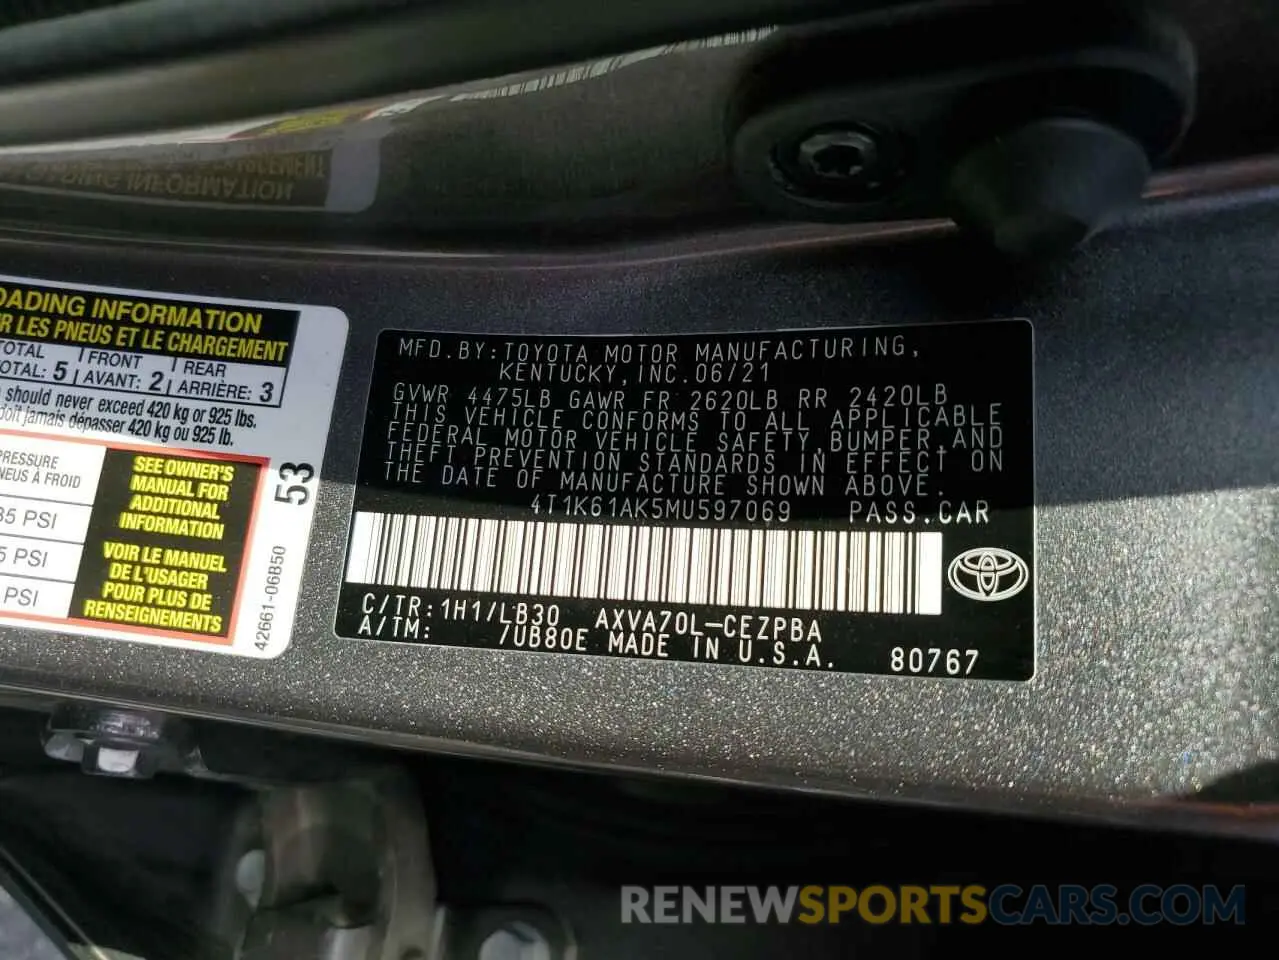 OADING INFORMATION
R LES PNEUS ET LE CHARGEMENT
TOTAL FRONT REAR
TAL: 5 AVANT: 2 ARRIÈRE: 3
should never exceed 420 kg or 925 lbs.
doit jamais dépasser 420 kg ou 925 lb.
PRESSURE
NEUS À FROID
35 PSI
5 PSI
PSI
SEE OWNER'S
MANUAL FOR
ADDITIONAL
INFORMATION
VOIR LE MANUEL
DE L'USAGER
POUR PLUS DE
RENSEIGNEMENTS
53
42661-06B50
MFD.BY:TOYOTA MOTOR MANUFACTURING,
KENTUCKY,INC.06/21
GVWR 4475LB GAWR FR 2620LB RR 2420LB
THIS VEHICLE CONFORMS TO ALL APPLICABLE
FEDERAL MOTOR VEHICLE SAFETY,BUMPER,AND
THEFT PREVENTION STANDARDS IN EFFECT ON
THE DATE OF MANUFACTURE SHOWN ABOVE.
4T1K61AK5MU597069 PASS.CAR
C/TR:1H1/LB30 AXVA70L-CEZPBA
A/TM: /UB80E MADE IN U.S.A. 80767
RENEWSPORTSCARS.COM